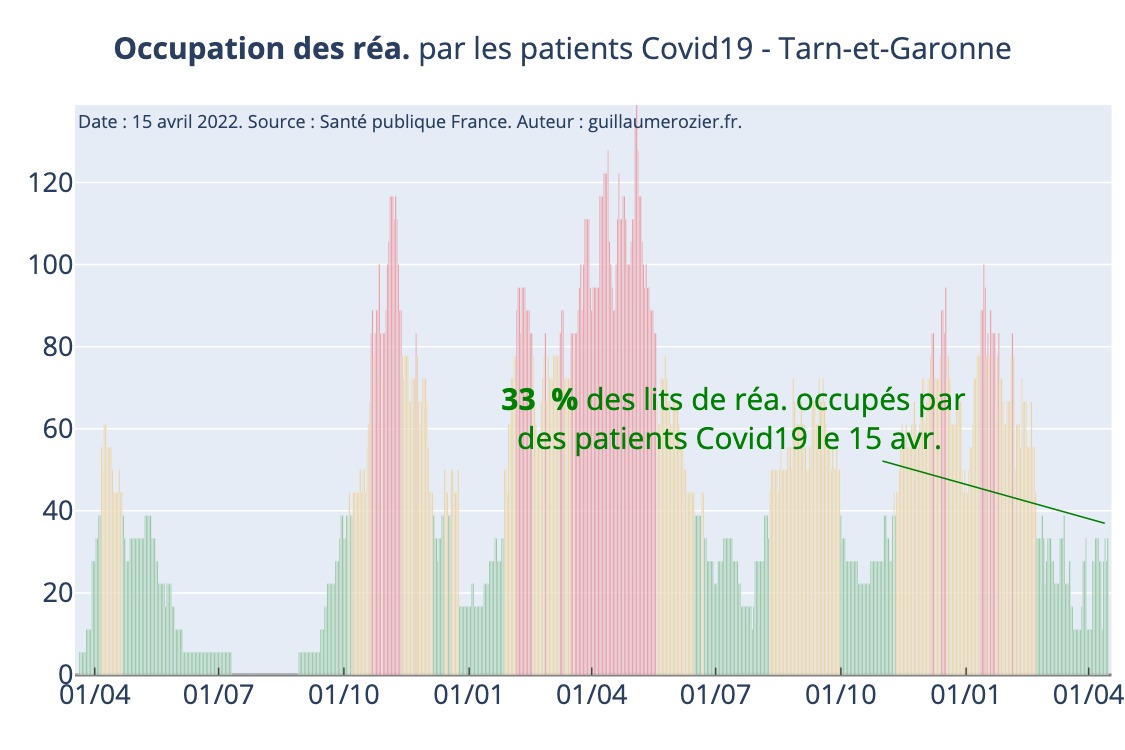 Occupation des réa. par les patients Covid19 - Tarn-et-Garonne
Date : 15 avril 2022. Source : Santé publique France. Auteur : guillaumerozier.fr.
120
100
80
60
40
20
0
33 % des lits de réa. occupés par
des patients Covid19 le 15 avr.
01/04 01/07 01/10 01/01 01/04 01/07 01/10 01/01 01/04